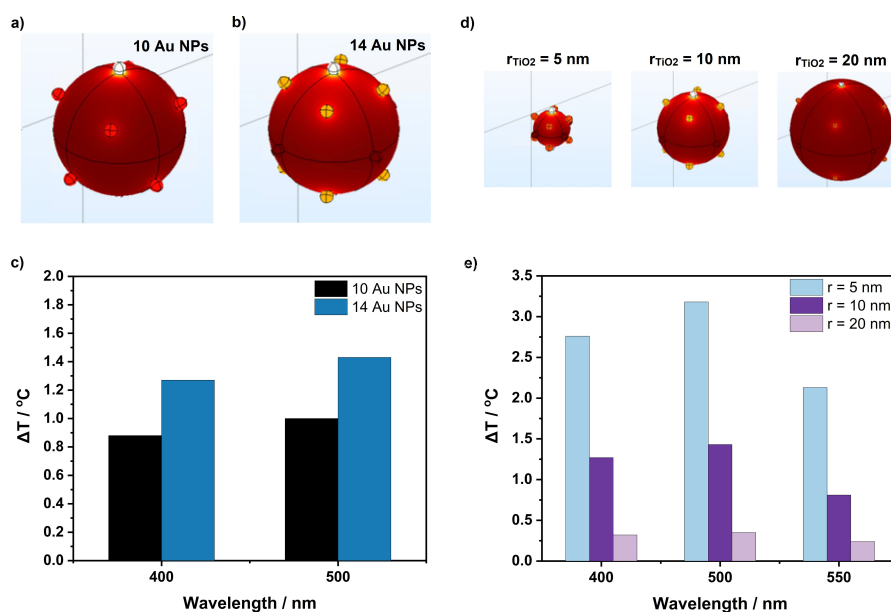 a)
10 Au NPs
b)
14 Au NPs
c)
2.0
1.8
1.6
1.4
1.2
1.0
0.8
0.6
0.4
0.2
0.0
ΔT / ºC
10 Au NPs
14 Au NPs
400
500
Wavelength / nm
d)
rTiO2 = 5 nm
rTiO2 = 10 nm
rTiO2 = 20 nm
e)
3.5
3.0
2.5
2.0
1.5
1.0
0.5
0.0
ΔT / ºC
r = 5 nm
r = 10 nm
r = 20 nm
400
500
550
Wavelength / nm